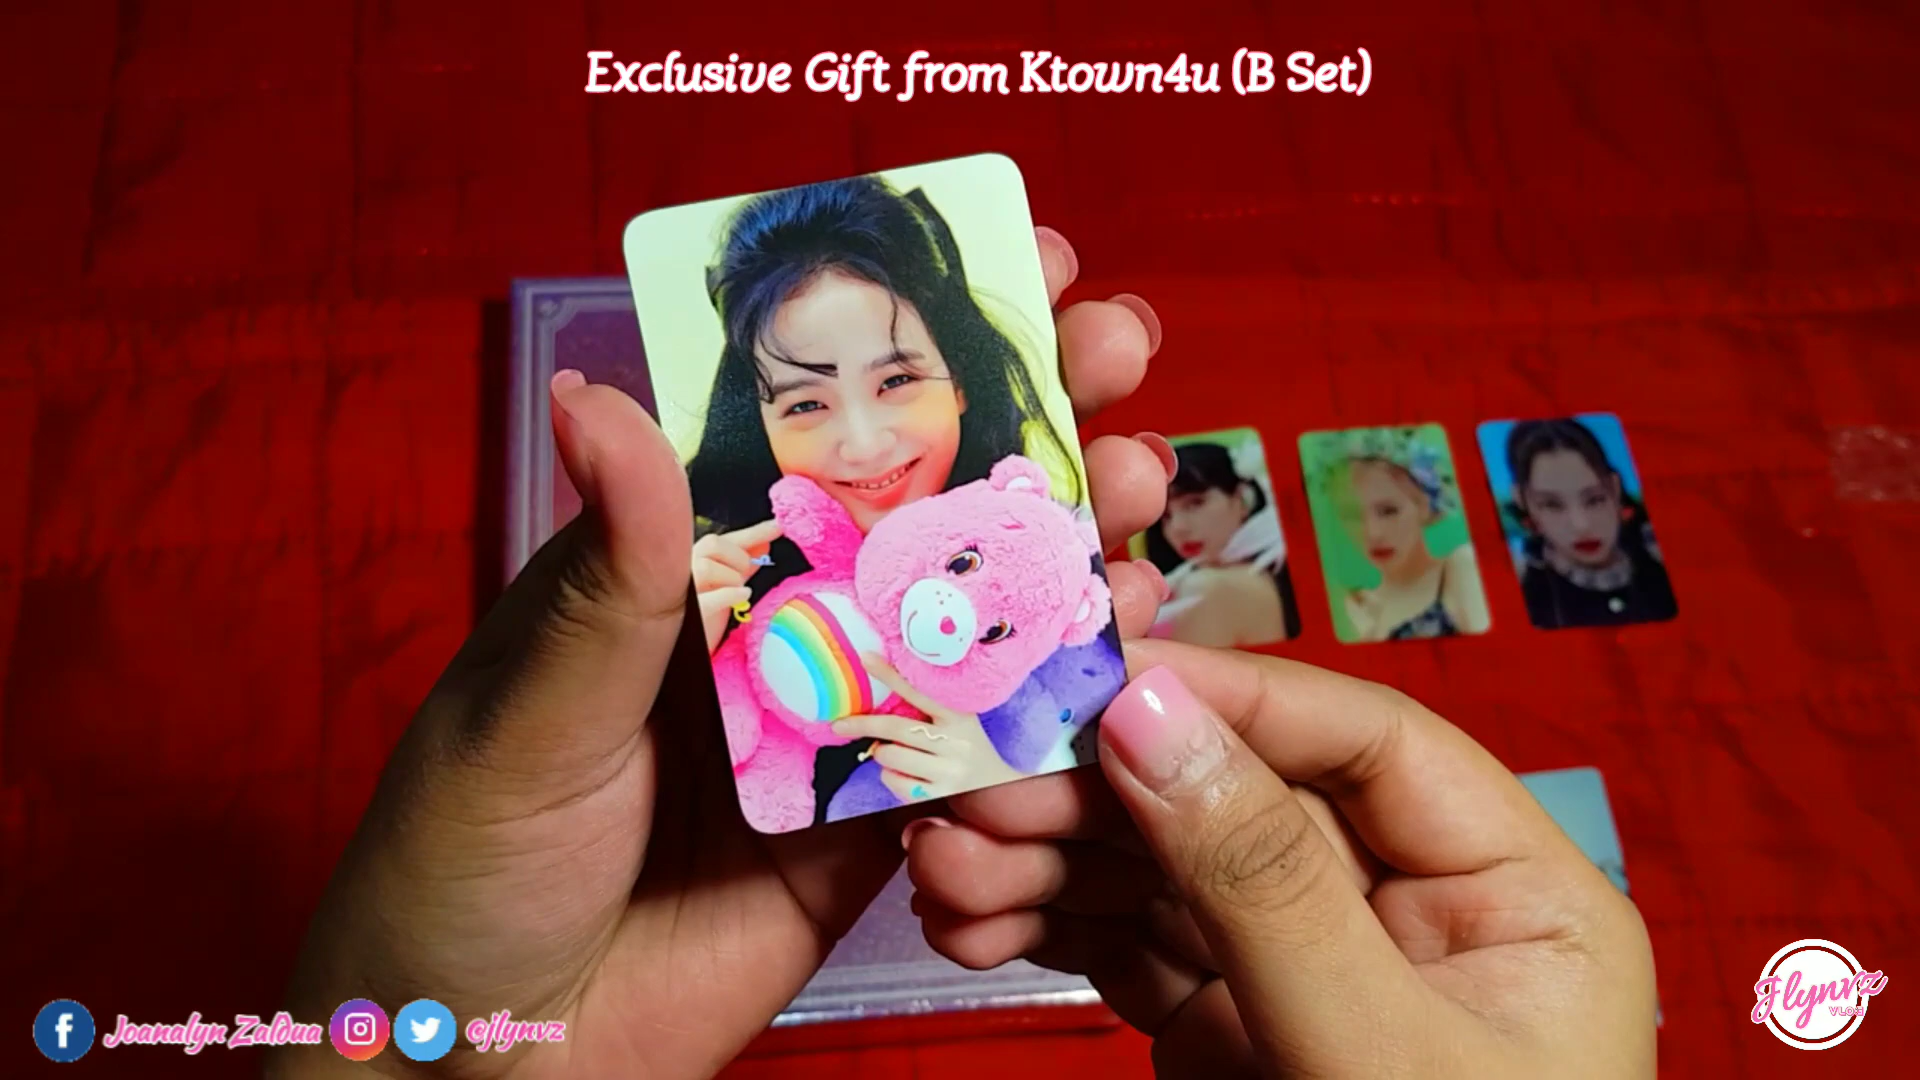 Exclusive Gift from Ktown4u (B Set)
Joanalyn Zaldua
@jlynvz
Jlynvz
VLOG